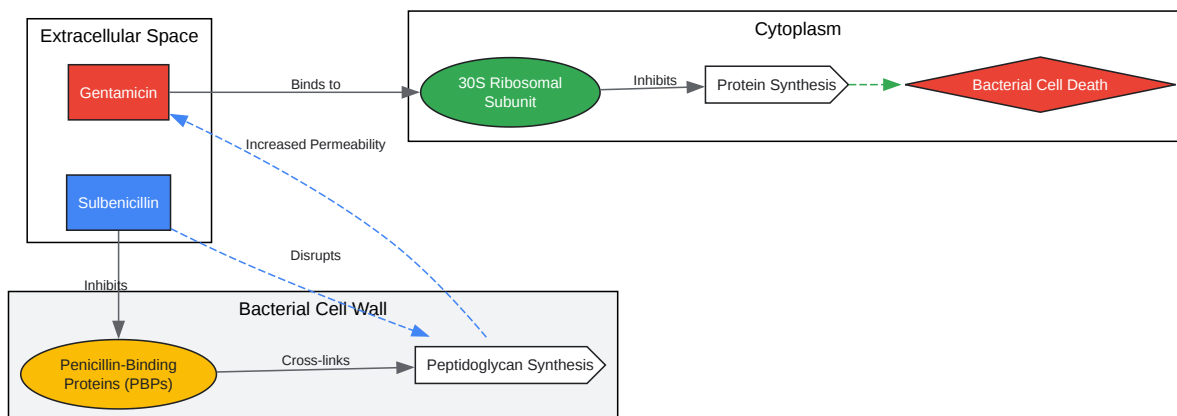 Extracellular Space
Gentamicin
Sulbenicillin
Cytoplasm
Binds to
30S Ribosomal
Subunit
Inhibits
Protein Synthesis
Bacterial Cell Death
Increased Permeability
Disrupts
Inhibits
Bacterial Cell Wall
Penicillin-Binding
Proteins (PBPs)
Cross-links
Peptidoglycan Synthesis